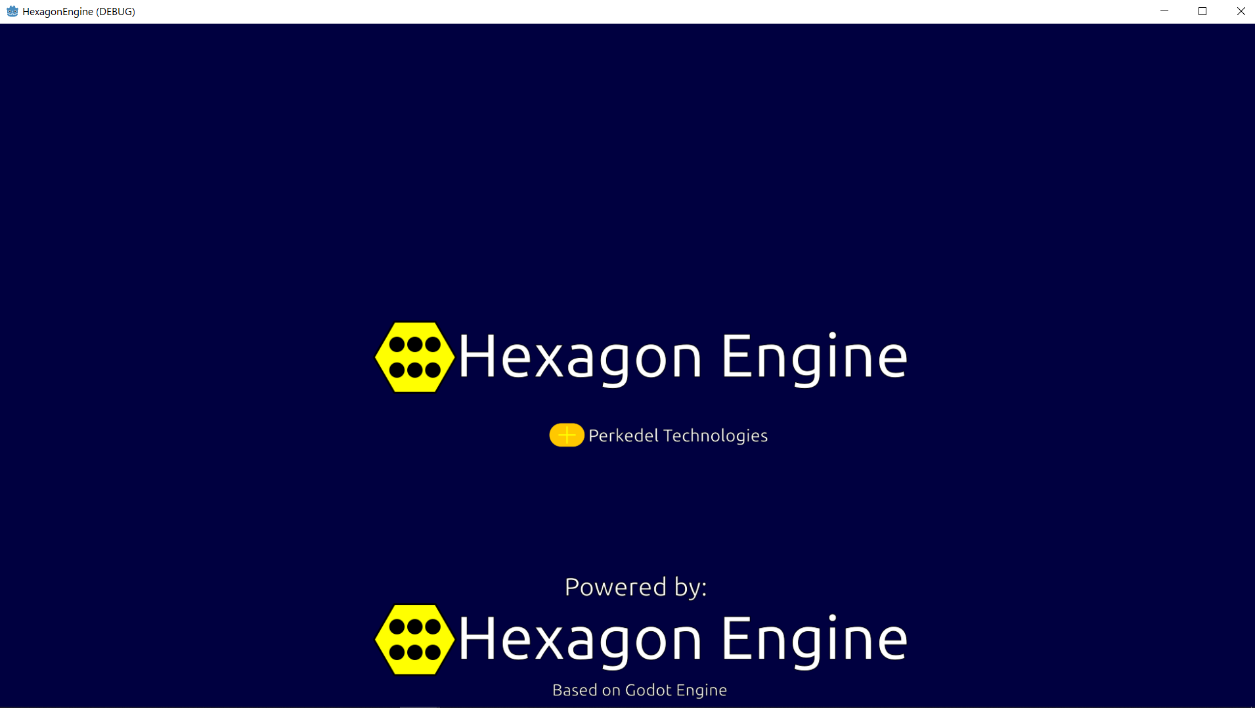 HexagonEngine (DEBUG)
Hexagon Engine
Perkedel Technologies
Powered by:
Hexagon Engine
Based on Godot Engine